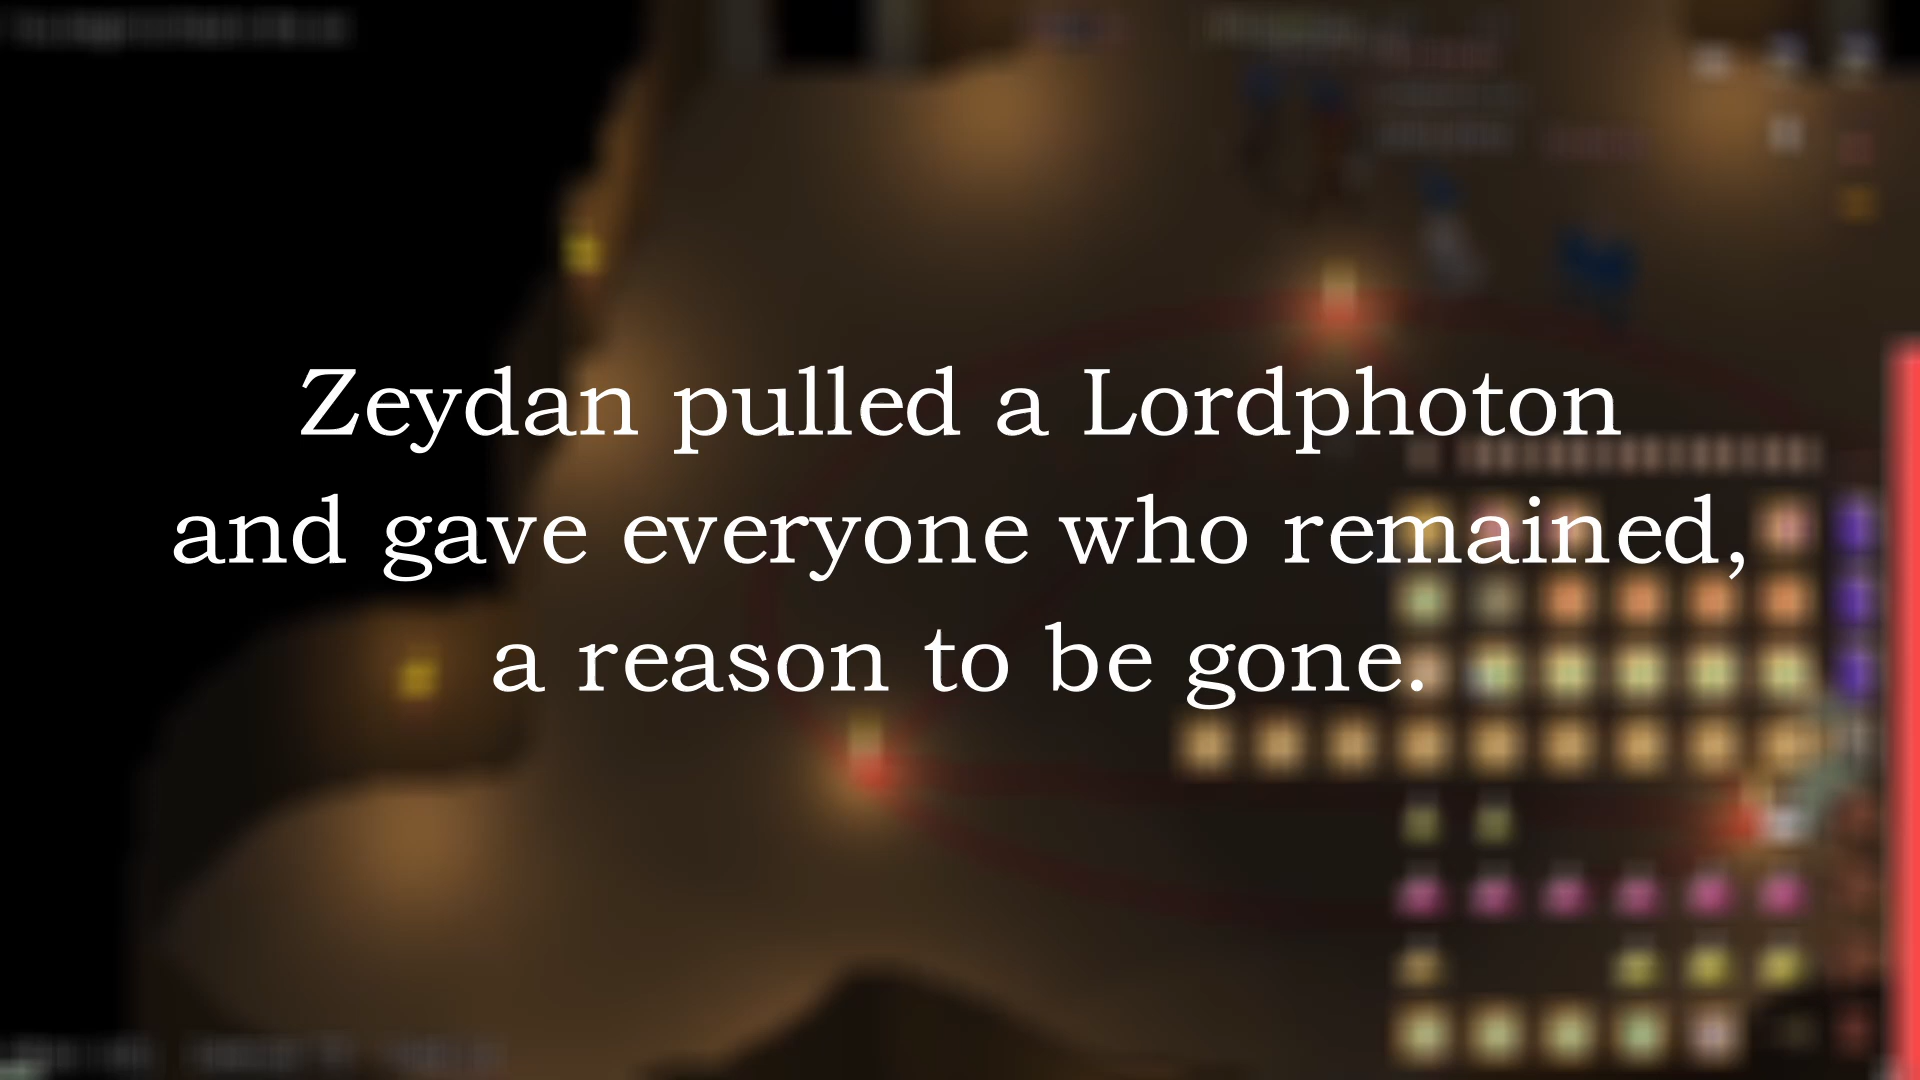 Zeydan pulled a Lordphoton
and gave everyone who remained,
a reason to be gone.